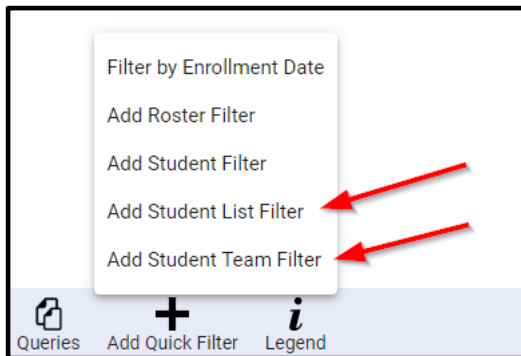 Filter by Enrollment Date
Add Roster Filter
Add Student Filter
Add Student List Filter
Add Student Team Filter
Queries Add Quick Filter Legend